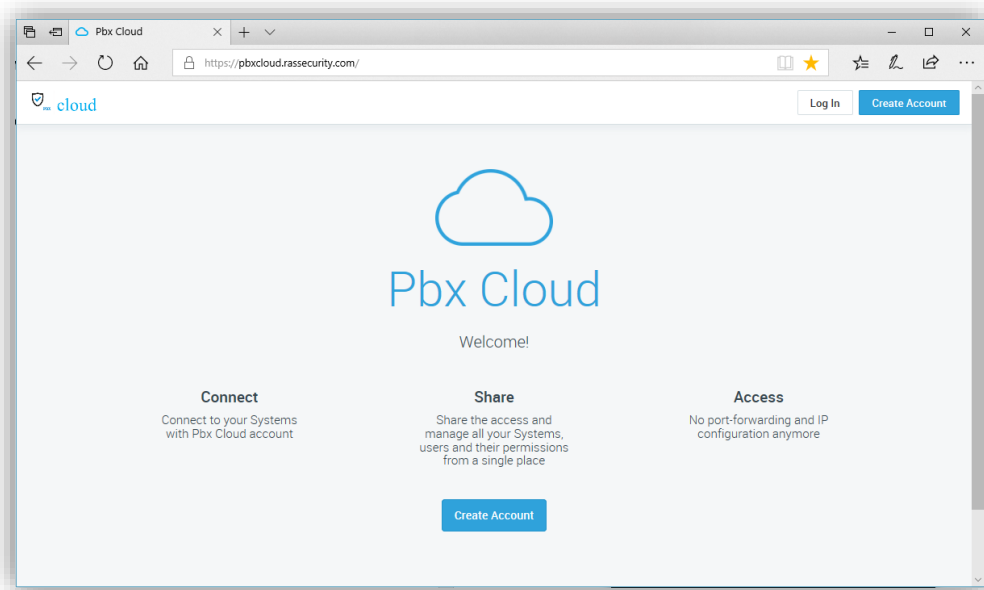 Pbx Cloud
https://pbxcloud.rassecurity.com/
cloud
Log In
Create Account
Pbx Cloud
Welcome!
Connect
Connect to your Systems
with Pbx Cloud account
Share
Share the access and
manage all your Systems,
users and their permissions
from a single place
Access
No port-forwarding and IP
configuration anymore
Create Account